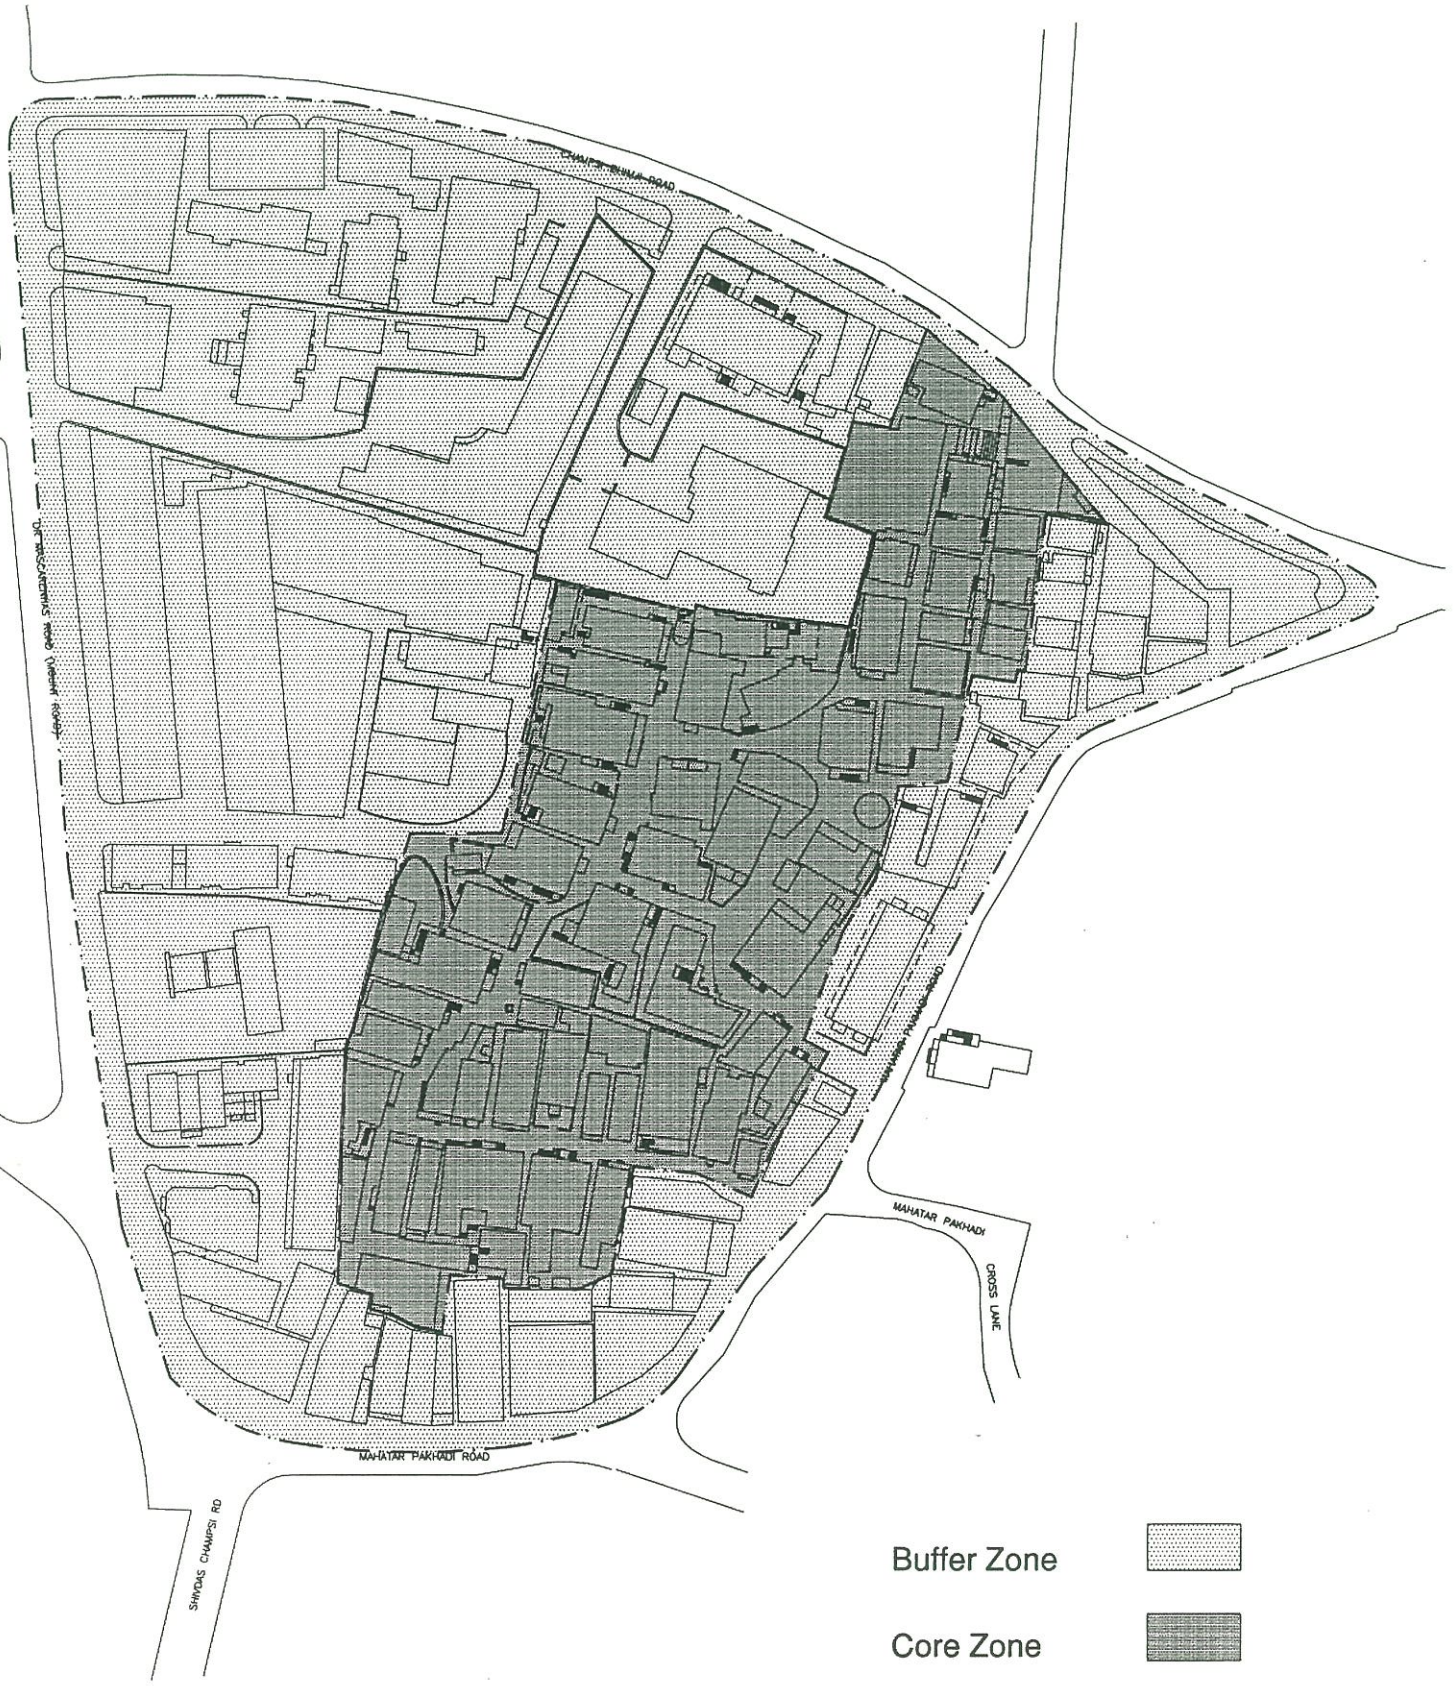 CHAMPSI BHIMJI ROAD
DR MASCARENHAS ROAD (MOUNT ROAD)
MAHATAR PAKHADI ROAD
MAHATAR PAKHADI
CROSS LANE
MAHATAR PAKHADI ROAD
SHIVDAS CHAMPSI RD
Buffer Zone
Core Zone